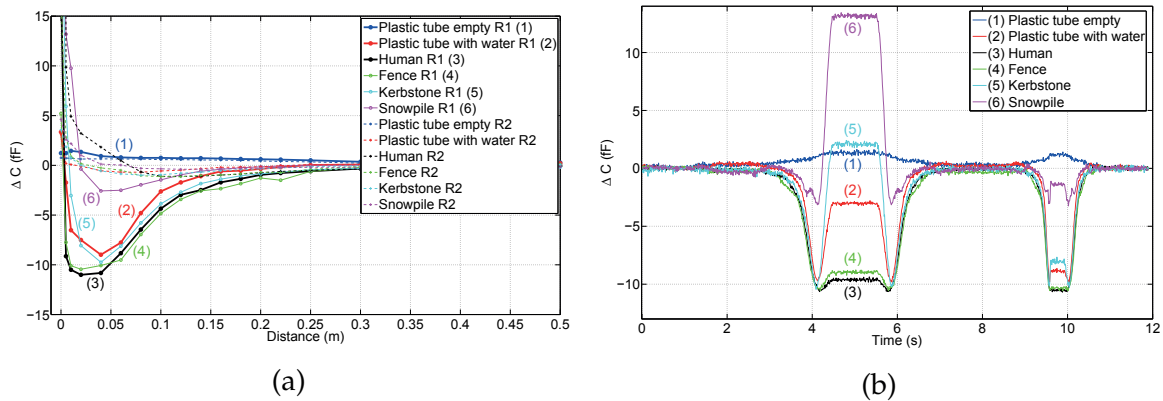 15
10
5
0
−5
−10
−15
Δ C (fF)
0 0.05 0.1 0.15 0.2 0.25 0.3 0.35 0.4 0.45 0.5
Distance (m)
(1)
(2)
(3)
(4)
(5)
(6)
Plastic tube empty R1 (1)
Plastic tube with water R1 (2)
Human R1 (3)
Fence R1 (4)
Kerbstone R1 (5)
Snowpile R1 (6)
Plastic tube empty R2
Plastic tube with water R2
Human R2
Fence R2
Kerbstone R2
Snowpile R2
(a)
10
5
0
−5
−10
Δ C (fF)
0 2 4 6 8 10 12
Time (s)
(6)
(5)
(1)
(2)
(4)
(3)
(1) Plastic tube empty
(2) Plastic tube with water
(3) Human
(4) Fence
(5) Kerbstone
(6) Snowpile
(b)